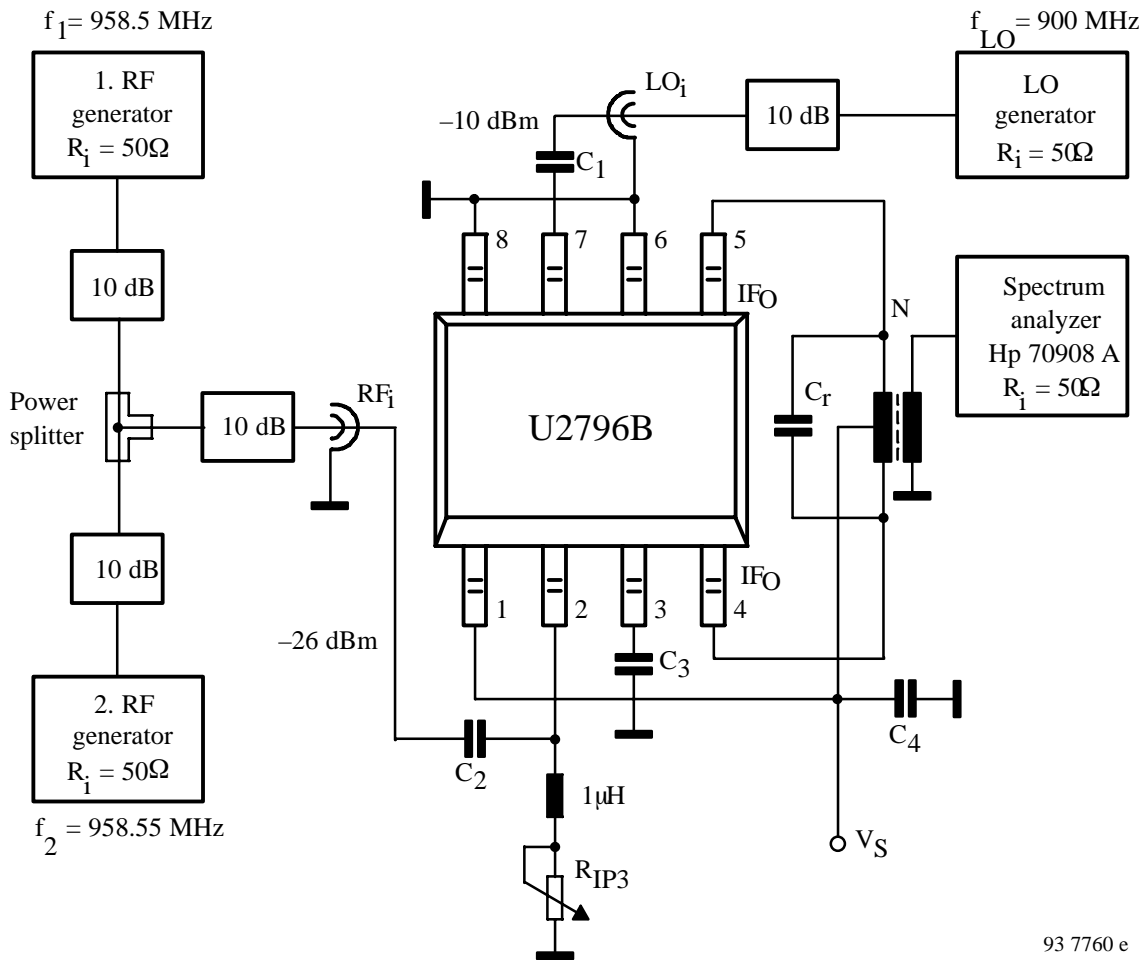 f1 = 958.5 MHz
1. RF
generator
Ri = 50Ω
10 dB
Power
splitter
10 dB
RFi
10 dB
2. RF
generator
Ri = 50Ω
f2 = 958.55 MHz
–26 dBm
–10 dBm
LOi
C1
10 dB
fLO = 900 MHz
LO
generator
Ri = 50Ω
8
7
6
5
IFO
N
Spectrum
analyzer
Hp 70908 A
Ri = 50Ω
Cr
U2796B
IFO
1
2
3
4
C3
C2
C4
1µH
RIP3
VS
93 7760 e